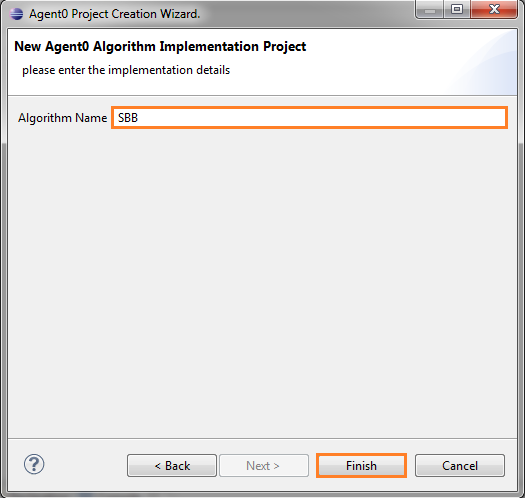 Agent0 Project Creation Wizard.
New Agent0 Algorithm Implementation Project
please enter the implementation details
Algorithm Name SBB
? < Back Next > Finish Cancel